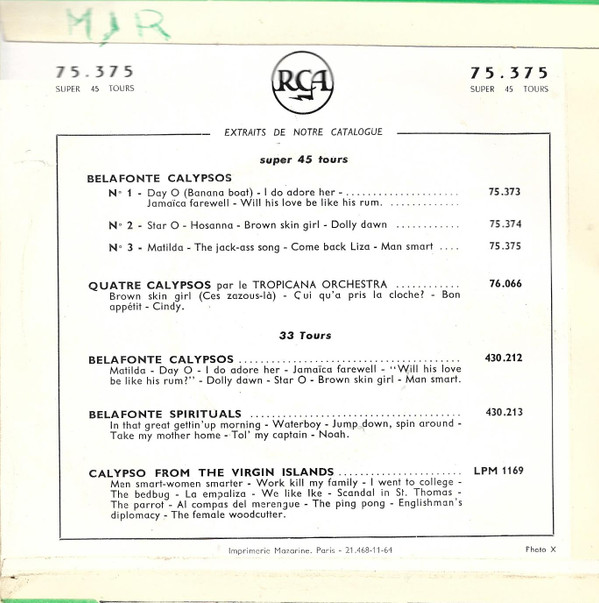 MJR
75.375
SUPER 45 TOURS
RCA
75.375
SUPER 45 TOURS
EXTRAITS DE NOTRE CATALOGUE
super 45 tours
BELAFONTE CALYPSOS
N° 1 - Day O (Banana boat) - I do adore her - ..................... 75.373
Jamaïca farewell - Will his love be like his rum. .............
N° 2 - Star O - Hosanna - Brown skin girl - Dolly dawn ............ 75.374
N° 3 - Matilda - The jack-ass song - Come back Liza - Man smart .... 75.375
QUATRE CALYPSOS par le TROPICANA ORCHESTRA ............ 76.066
Brown skin girl (Ces zazous-là) - C'ui qu'a pris la cloche? - Bon
appétit - Cindy.
33 Tours
BELAFONTE CALYPSOS ......................................... 430.212
Matilda - Day O - I do adore her - Jamaïca farewell - "Will his love
be like his rum?" - Dolly dawn - Star O - Brown skin girl - Man smart.
BELAFONTE SPIRITUALS ....................................... 430.213
In that great gettin'up morning - Waterboy - Jump down, spin around -
Take my mother home - Tol' my captain - Noah.
CALYPSO FROM THE VIRGIN ISLANDS ....................... LPM 1169
Men smart-women smarter - Work kill my family - I went to college -
The bedbug - La empaliza - We like Ike - Scandal in St. Thomas -
The parrot - Al compas del merengue - The ping pong - Englishman's
diplomacy - The female woodcutter.
Imprimerie Mazarine. Paris - 21.468-11-64
Photo X